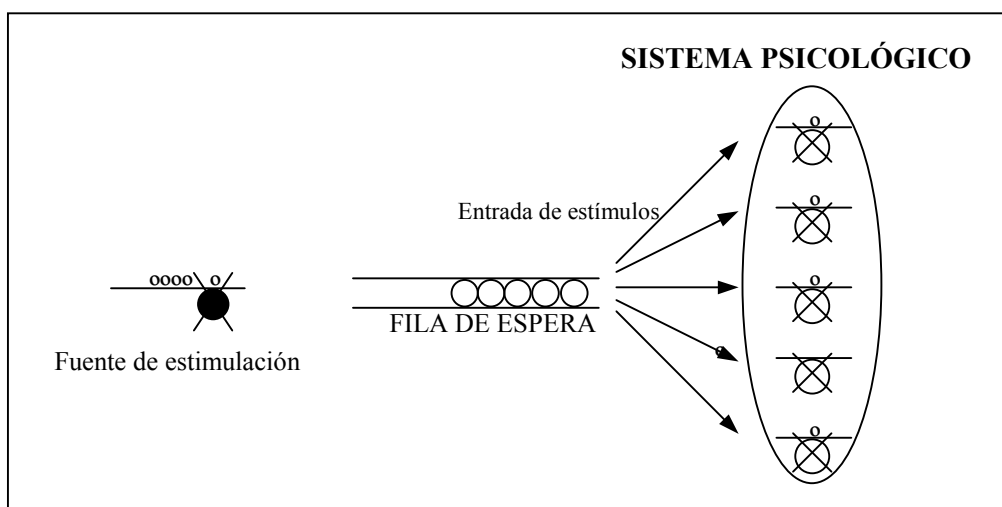 SISTEMA PSICOLÓGICO
Entrada de estímulos
FILA DE ESPERA
Fuente de estimulación